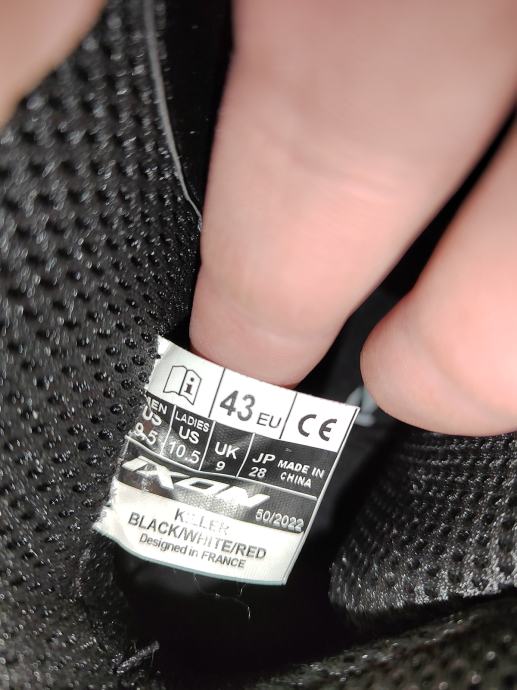 43 EU CE
MEN US 9.5 LADIES US 10.5 UK 9 JP 28 MADE IN CHINA
IXON 50/2022
KILLER
BLACK/WHITE/RED
Designed in FRANCE